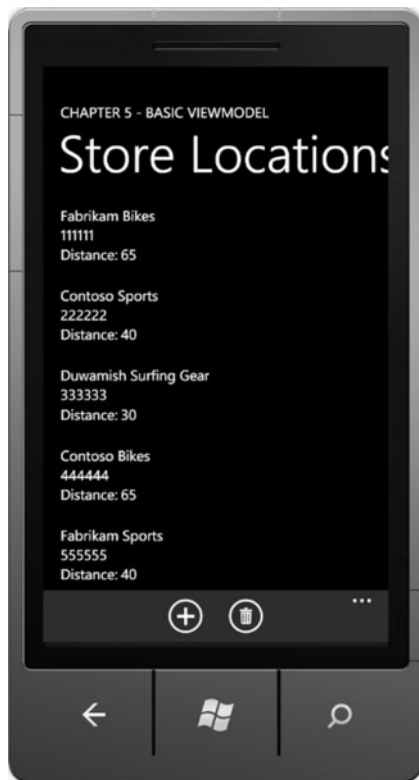 CHAPTER 5 - BASIC VIEWMODEL
Store Locations
Fabrikam Bikes
111111
Distance: 65
Contoso Sports
222222
Distance: 40
Duwamish Surfing Gear
333333
Distance: 30
Contoso Bikes
444444
Distance: 65
Fabrikam Sports
555555
Distance: 40